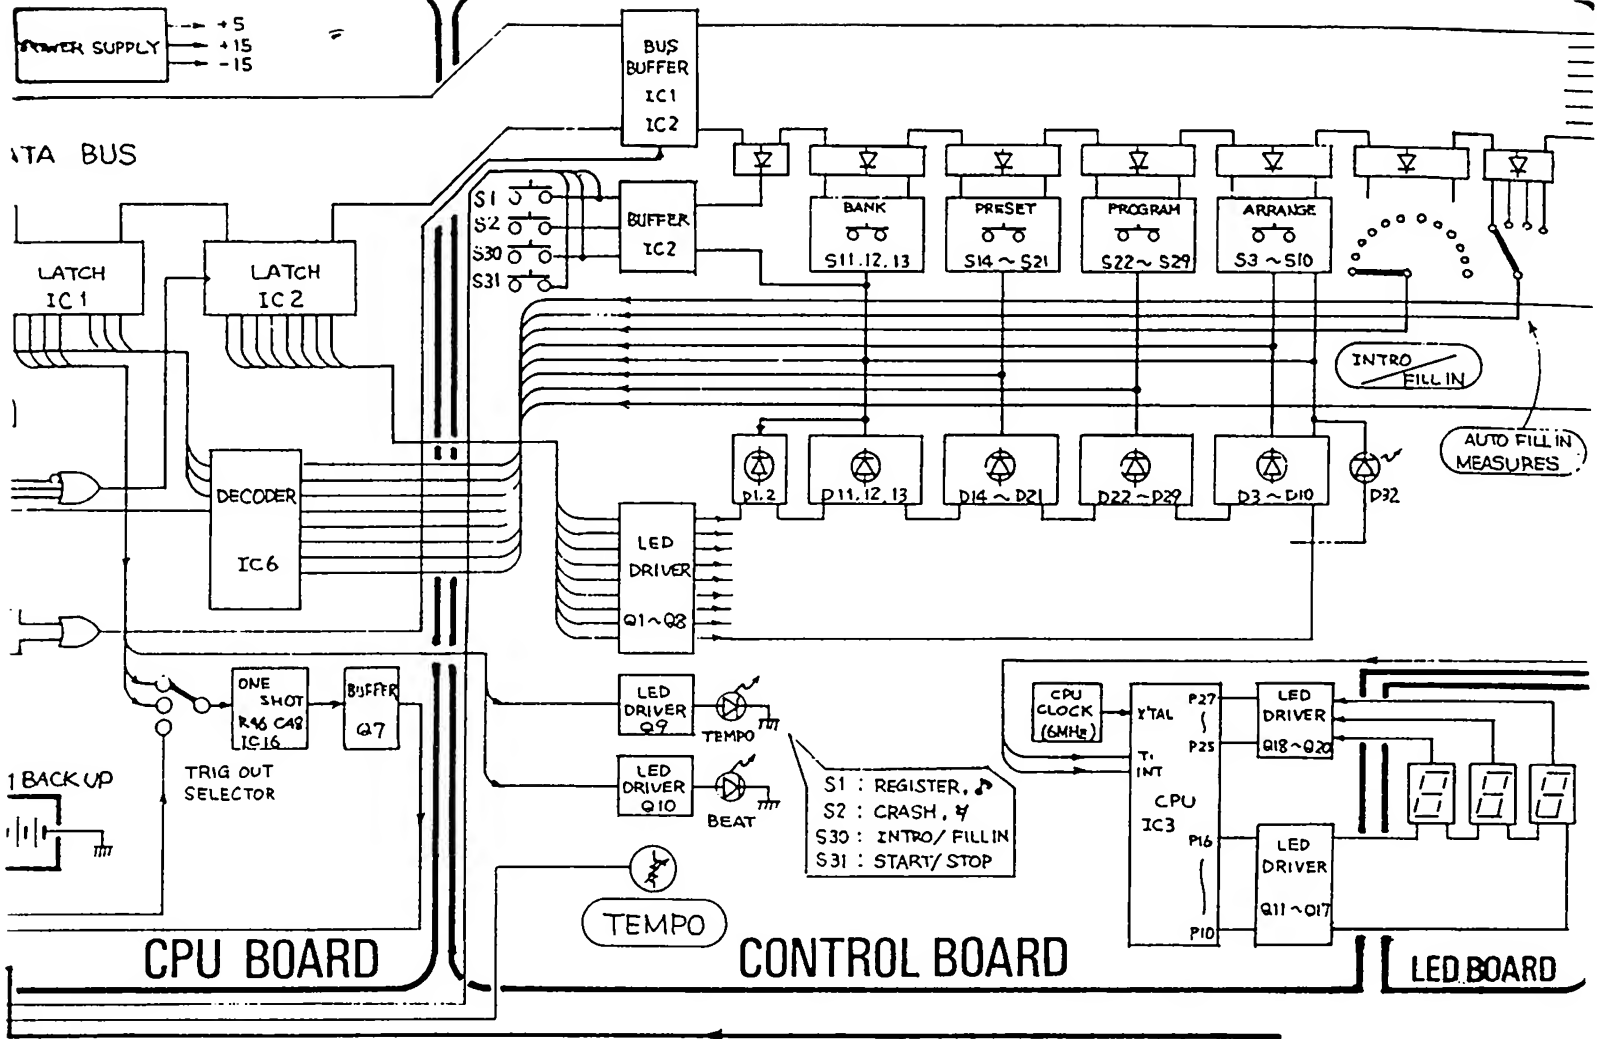 POWER SUPPLY
+5
+15
-15
BUS
BUFFER
IC1
IC2
BUS
S1
S2
S30
S31
BUFFER
IC2
BANK
S11.12.13
PRESET
S14~S21
PROGRAM
S22~S29
ARRANGE
S3~S10
LATCH
IC1
LATCH
IC2
INTRO
FILL IN
AUTO FILL IN
MEASURES
DECODER
IC6
D1.2
D11.12.13
D14~D21
D22~D29
D3~D10
D32
LED
DRIVER
Q1~Q8
ONE
SHOT
R46 C48
IC16
BUFFER
Q7
TRIG OUT
SELECTOR
BACK UP
LED
DRIVER
Q9
TEMPO
LED
DRIVER
Q10
BEAT
S1 : REGISTER, ♪
S2 : CRASH,
S30 : INTRO/FILL IN
S31 : START/STOP
TEMPO
CPU
CLOCK
(6MHz)
X'TAL
T1
INT
CPU
IC3
P27
P25
P16
P10
LED
DRIVER
Q18~Q20
LED
DRIVER
Q11~Q17
CPU BOARD
CONTROL BOARD
LED BOARD